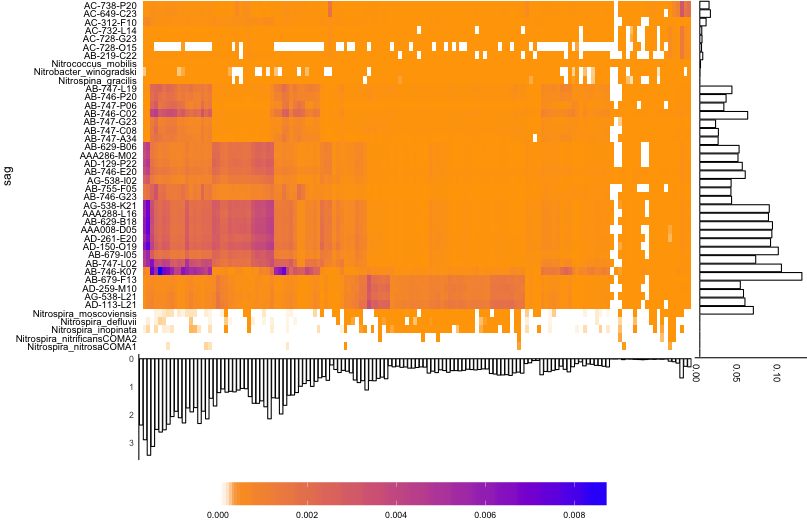 AC-738-P20
AC-649-C23
AC-312-F10
AC-732-L14
AC-728-G23
AC-728-O15
AB-219-C22
Nitrococcus_mobilis
Nitrobacter_winogradski
Nitrospina_gracilis
AB-747-L19
AB-746-P20
AB-747-P06
AB-746-C02
AB-747-G23
AB-747-C08
AB-747-A34
AB-629-B06
AAA286-M02
AD-129-P22
AB-746-E20
AG-538-I02
AB-755-F05
AB-746-G23
AG-538-K21
AAA288-L16
AB-629-B18
AAA008-D05
AD-261-E20
AD-150-O19
AB-679-I05
AB-747-L02
AB-746-K07
AB-679-F13
AD-259-M10
AG-538-L21
AD-113-L21
Nitrospira_moscoviensis
Nitrospira_defluvii
Nitrospira_inopinata
Nitrospira_nitrificansCOMA2
Nitrospira_nitrosaCOMA1
sag
0
1
2
3
0.00
0.05
0.10
0.000
0.002
0.004
0.006
0.008